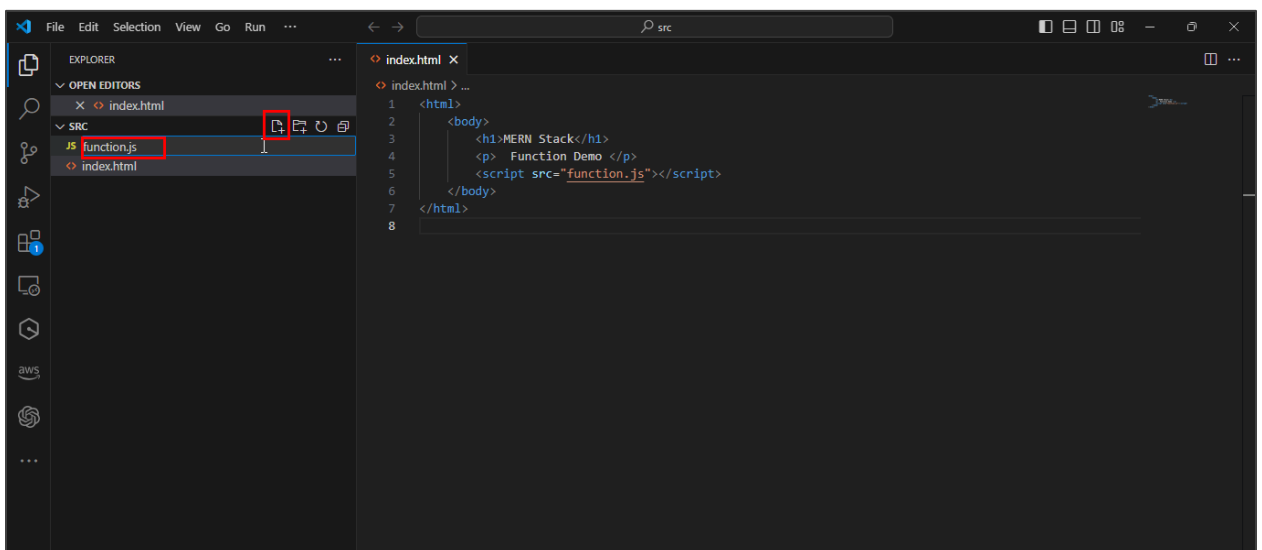 File Edit Selection View Go Run ···
src
EXPLORER ···
OPEN EDITORS
index.html
SRC
JS function.js
index.html
1
aws
···
index.html
···
index.html > ...
1 <html>
2 <body>
3 <h1>MERN Stack</h1>
4 <p> Function Demo </p>
5 <script src="function.js"></script>
6 </body>
7 </html>
8